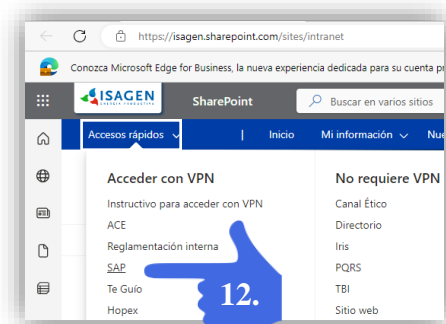 https://isagen.sharepoint.com/sites/intranet
Conozca Microsoft Edge for Business, la nueva experiencia dedicada para su cuenta pr
ISAGEN
ENERGÍA PRODUCTIVA
SharePoint
Buscar en varios sitios
Accesos rápidos | Inicio Mi información Nue
Acceder con VPN
Instructivo para acceder con VPN
ACE
Reglamentación interna
SAP
Te Guío
Hopex
No requiere VPN
Canal Ético
Directorio
Iris
PQRS
TBI
Sitio web
12.